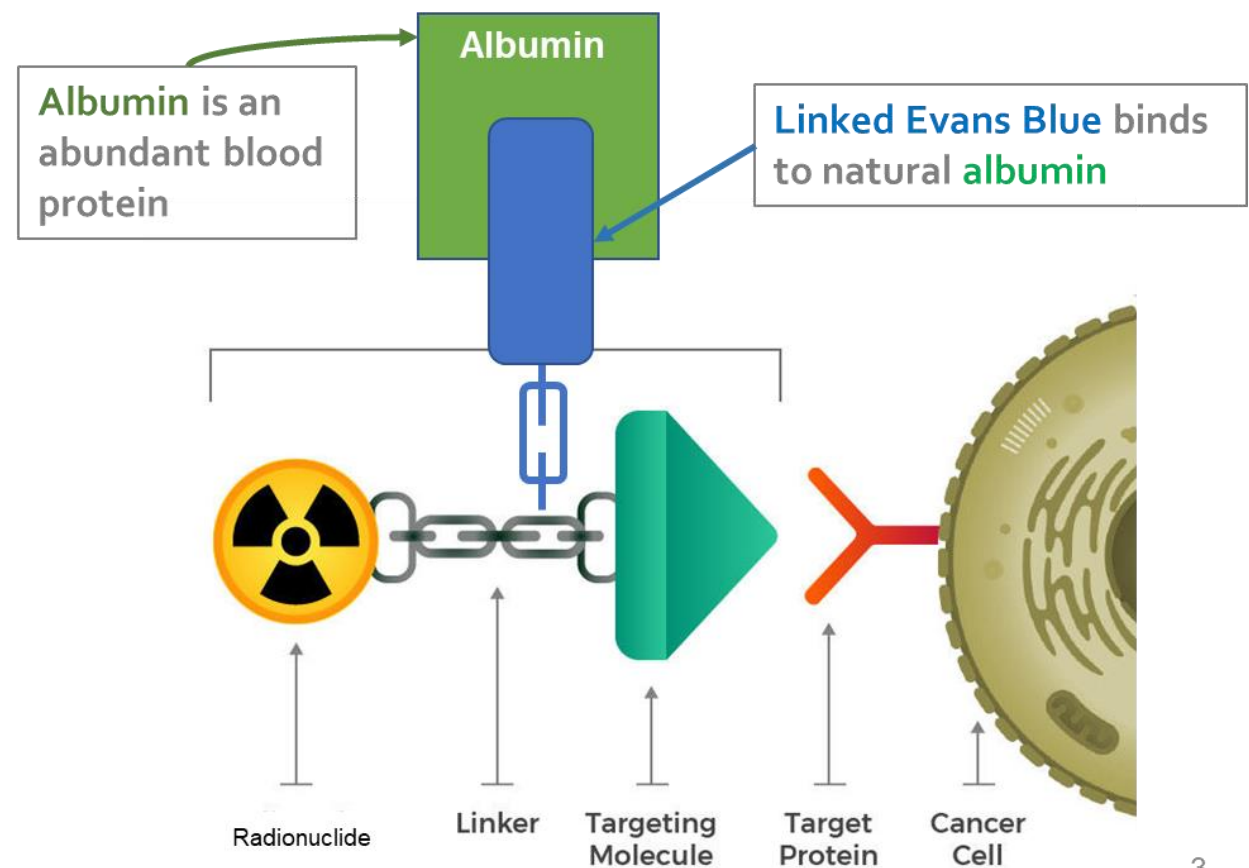 Albumin
Albumin is an
abundant blood
protein
Linked Evans Blue binds
to natural albumin
Radionuclide
Linker
Targeting
Molecule
Target
Protein
Cancer
Cell